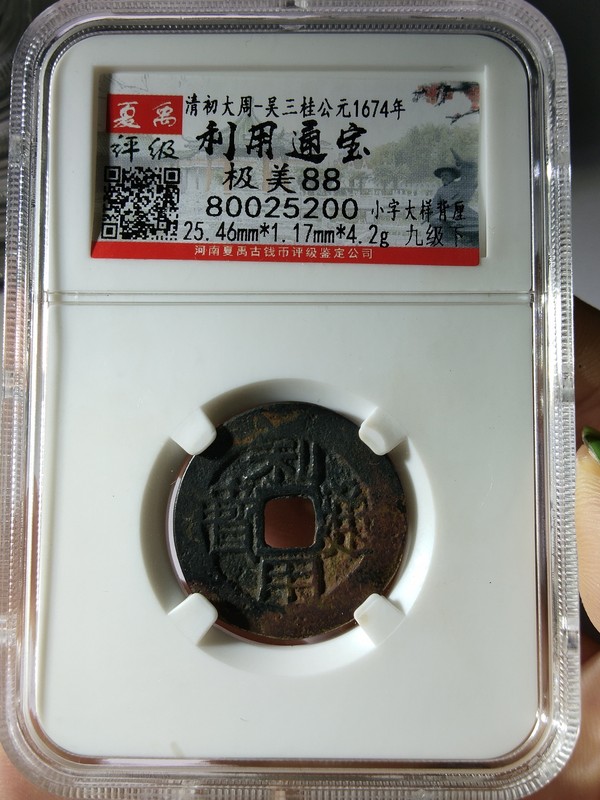 夏禹
评级
清初大周-吴三桂公元1674年
利用通宝
极美88
80025200 小字大样背厘
25.46mm*1.17mm*4.2g 九级下
河南夏禹古钱币评级鉴定公司
利用通寶